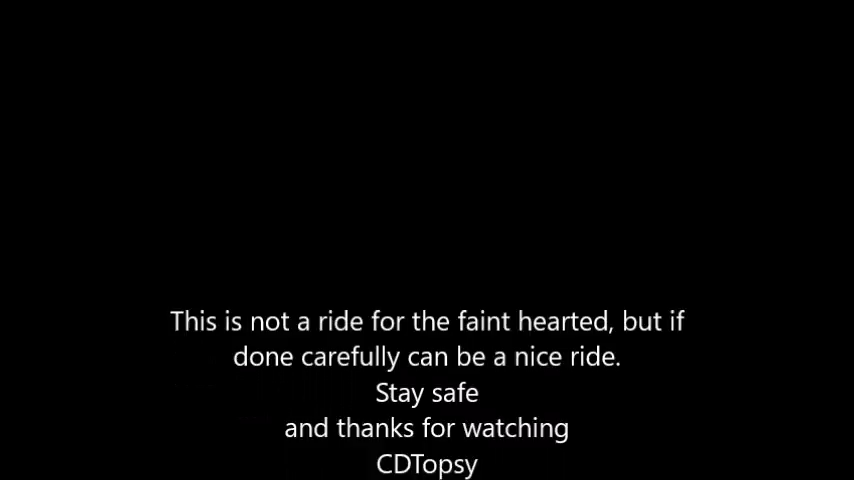 This is not a ride for the faint hearted, but if
done carefully can be a nice ride.
Stay safe
and thanks for watching
CDTopsy